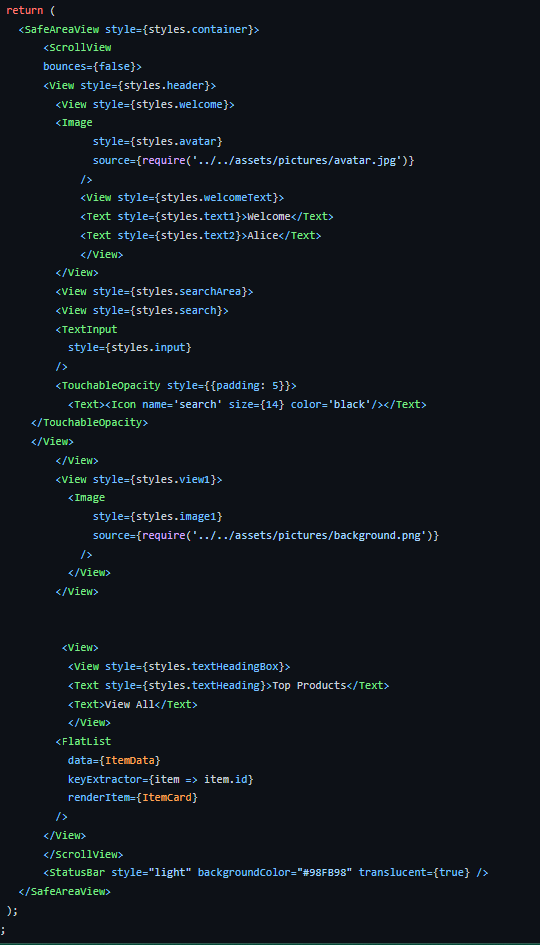 return (
<SafeAreaView style={styles.container}>
<ScrollView
bounces={false}>
<View style={styles.header}>
<View style={styles.welcome}>
<Image
style={styles.avatar}
source={require('../../assets/pictures/avatar.jpg')}
/>
<View style={styles.welcomeText}>
<Text style={styles.text1}>Welcome</Text>
<Text style={styles.text2}>Alice</Text>
</View>
</View>
<View style={styles.searchArea}>
<View style={styles.search}>
<TextInput
style={styles.input}
/>
<TouchableOpacity style={{padding: 5}}>
<Text><Icon name='search' size={14} color='black'/></Text>
</TouchableOpacity>
</View>
</View>
<View style={styles.view1}>
<Image
style={styles.image1}
source={require('../../assets/pictures/background.png')}
/>
</View>
</View>
<View>
<View style={styles.textHeadingBox}>
<Text style={styles.textHeading}>Top Products</Text>
<Text>View All</Text>
</View>
<FlatList
data={ItemData}
keyExtractor={item => item.id}
renderItem={ItemCard}
/>
</View>
</ScrollView>
<StatusBar style="light" backgroundColor="#98FB98" translucent={true} />
</SafeAreaView>
);
;